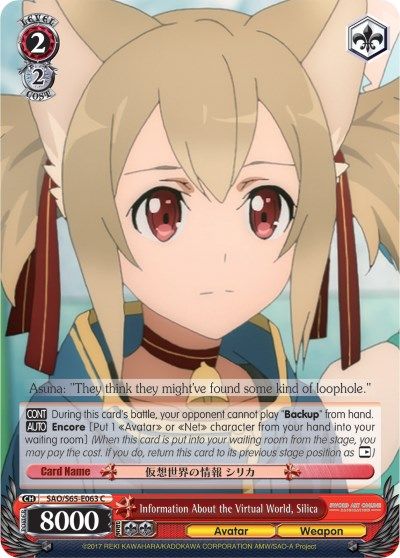 LEVEL
2
2
COST
Asuna: "They think they might've found some kind of loophole."
CONT During this card's battle, your opponent cannot play "Backup" from hand.
AUTO Encore [Put 1 «Avatar» or «Net» character from your hand into your
waiting room] (When this card is put into your waiting room from the stage, you may
pay the cost. If you do, return this card to its previous stage position as
Card Name 仮想世界の情報 シリカ
CH SAO/S65-E063 C
POWER 8000
Information About the Virtual World, Silica
SWORD ART ONLINE
Avatar Weapon
©2017 REKI KAWAHARA/KADOKAWA CORPORATION AMW/SAO-A Project